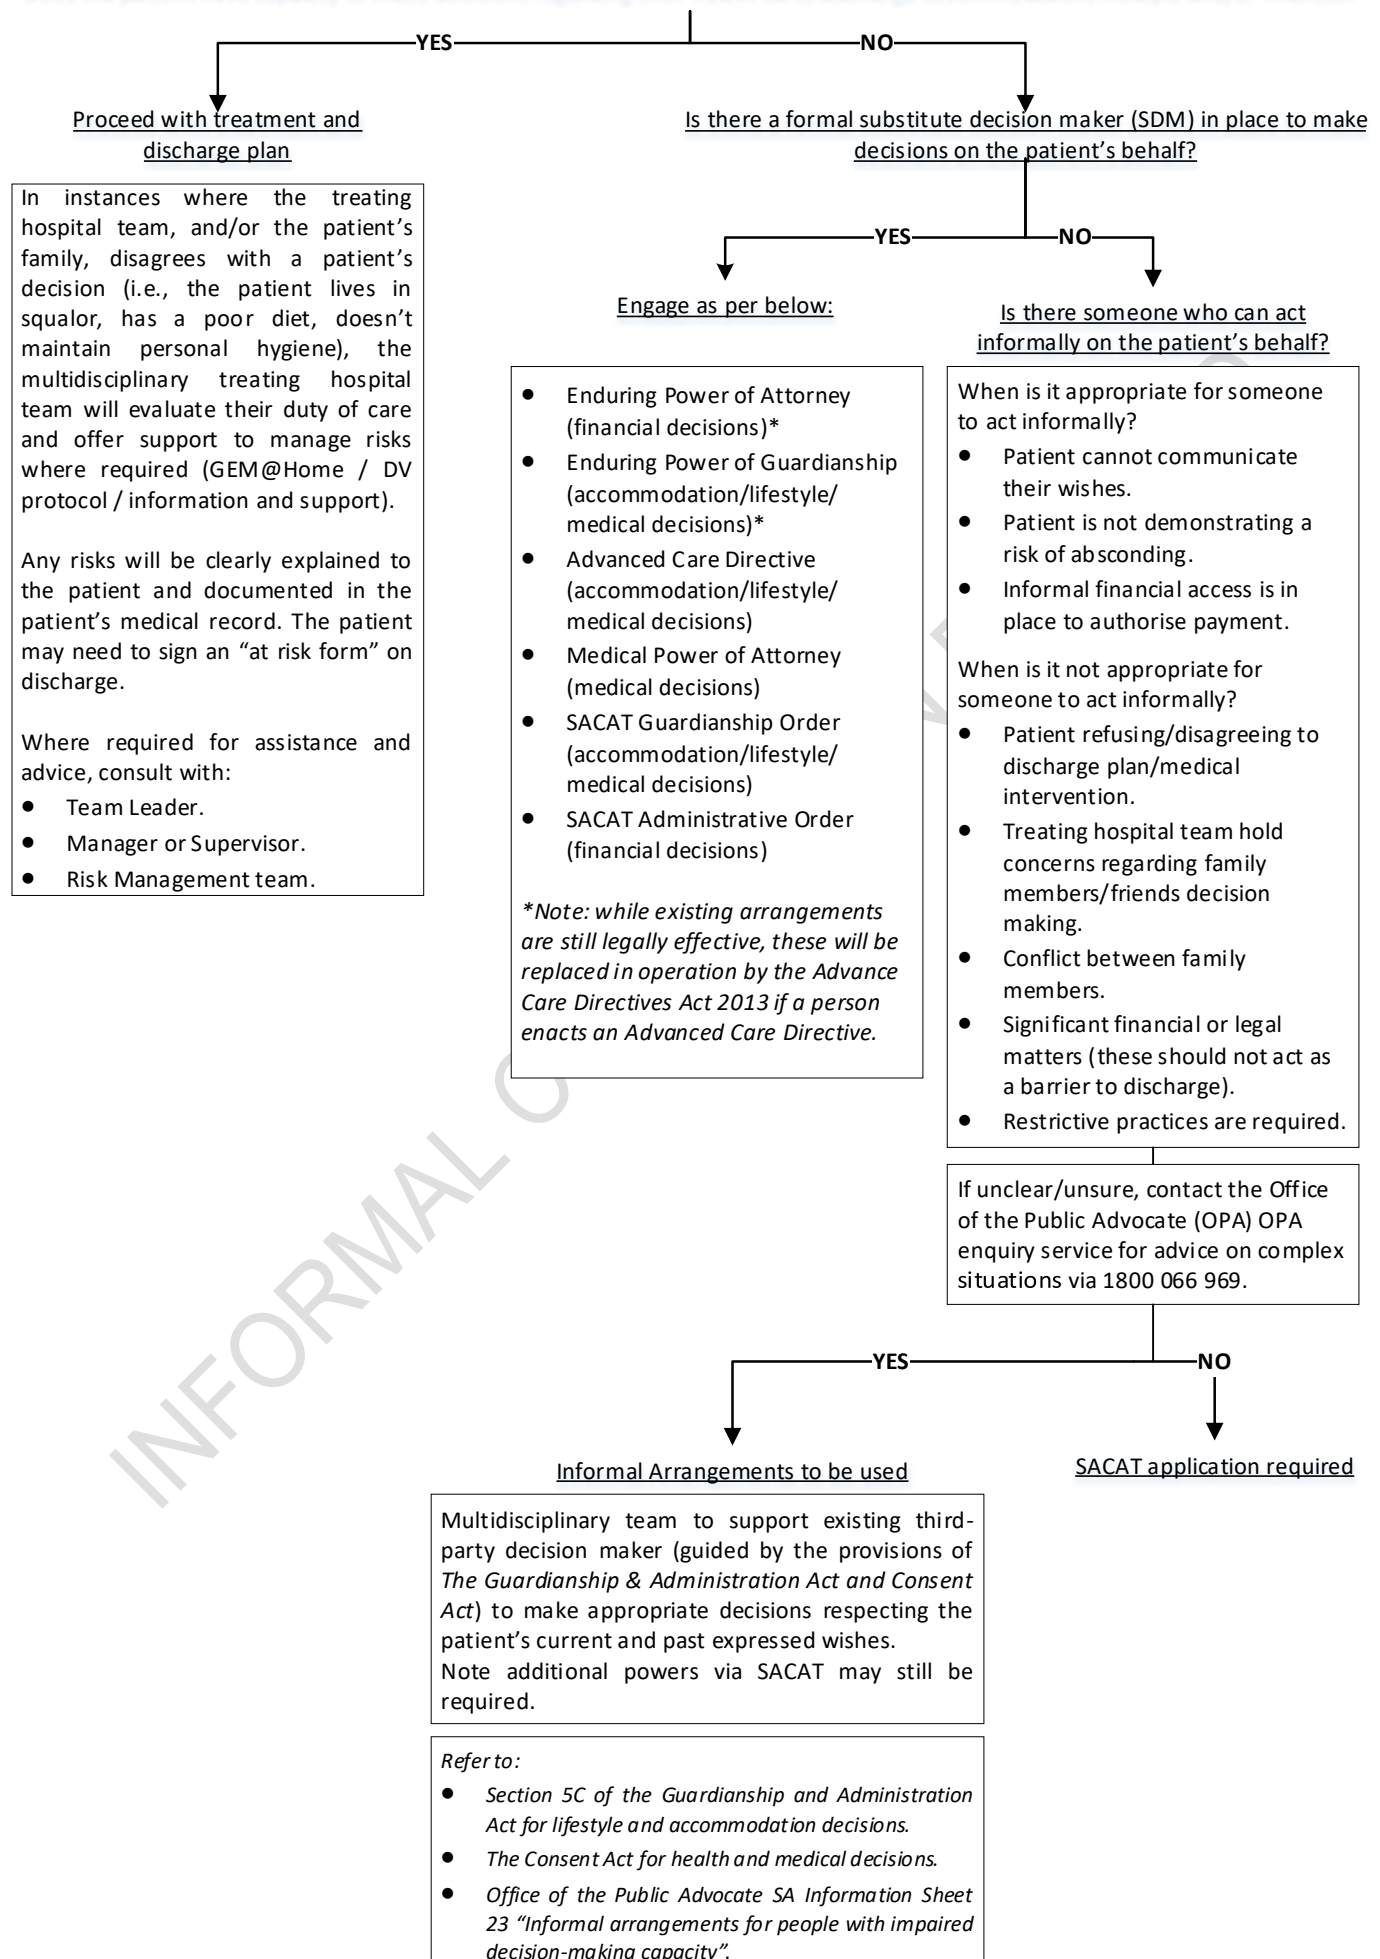 YES
NO
Proceed with treatment and
discharge plan
In instances where the treating
hospital team, and/or the patient’s
family, disagrees with a patient’s
decision (i.e., the patient lives in
squalor, has a poor diet, doesn’t
maintain personal hygiene), the
multidisciplinary treating hospital
team will evaluate their duty of care
and offer support to manage risks
where required (GEM@Home / DV
protocol / information and support).
Any risks will be clearly explained to
the patient and documented in the
patient’s medical record. The patient
may need to sign an “at risk form” on
discharge.
Where required for assistance and
advice, consult with:
● Team Leader.
● Manager or Supervisor.
● Risk Management team.
Is there a formal substitute decision maker (SDM) in place to make
decisions on the patient’s behalf?
YES
NO
Engage as per below:
● Enduring Power of Attorney
(financial decisions)*
● Enduring Power of Guardianship
(accommodation/lifestyle/
medical decisions)*
● Advanced Care Directive
(accommodation/lifestyle/
medical decisions)
● Medical Power of Attorney
(medical decisions)
● SACAT Guardianship Order
(accommodation/lifestyle/
medical decisions)
● SACAT Administrative Order
(financial decisions)
*Note: while existing arrangements
are still legally effective, these will be
replaced in operation by the Advance
Care Directives Act 2013 if a person
enacts an Advanced Care Directive.
Is there someone who can act
informally on the patient’s behalf?
When is it appropriate for someone
to act informally?
● Patient cannot communicate
their wishes.
● Patient is not demonstrating a
risk of absconding.
● Informal financial access is in
place to authorise payment.
When is it not appropriate for
someone to act informally?
● Patient refusing/disagreeing to
discharge plan/medical
intervention.
● Treating hospital team hold
concerns regarding family
members/friends decision
making.
● Conflict between family
members.
● Significant financial or legal
matters (these should not act as
a barrier to discharge).
● Restrictive practices are required.
If unclear/unsure, contact the Office
of the Public Advocate (OPA) OPA
enquiry service for advice on complex
situations via 1800 066 969.
YES
NO
Informal Arrangements to be used
SACAT application required
Multidisciplinary team to support existing third-
party decision maker (guided by the provisions of
The Guardianship & Administration Act and Consent
Act) to make appropriate decisions respecting the
patient’s current and past expressed wishes.
Note additional powers via SACAT may still be
required.
Refer to:
● Section 5C of the Guardianship and Administration
Act for lifestyle and accommodation decisions.
● The Consent Act for health and medical decisions.
● Office of the Public Advocate SA Information Sheet
23 “Informal arrangements for people with impaired
decision-making capacity”.
INFORMAL